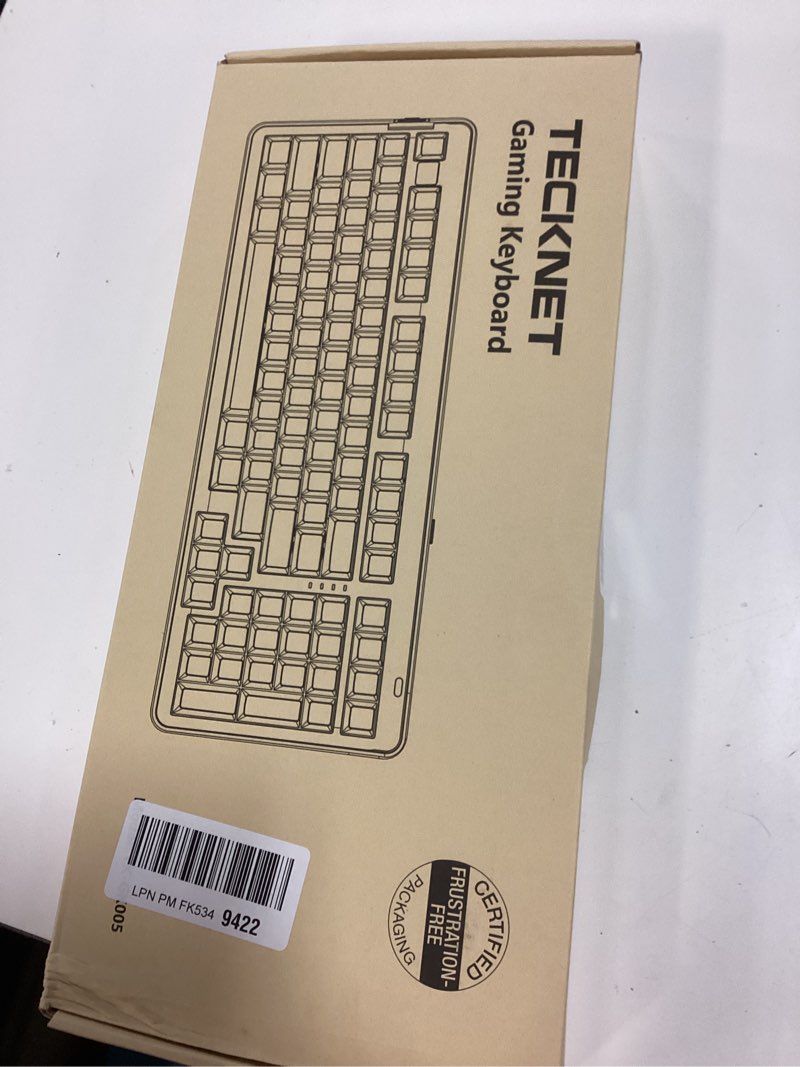 TECKNET
Gaming Keyboard
CERTIFIED
FRUSTRATION-
FREE
PACKAGING
LPN PM FK534 9422
005